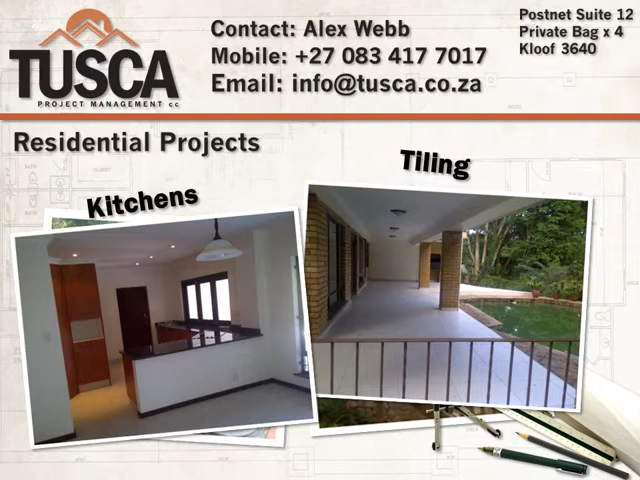 TUSCA
PROJECT MANAGEMENT cc
Contact: Alex Webb
Mobile: +27 083 417 7017
Email: info@tusca.co.za
Postnet Suite 12
Private Bag x 4
Kloof 3640
Residential Projects
Kitchens
Tiling